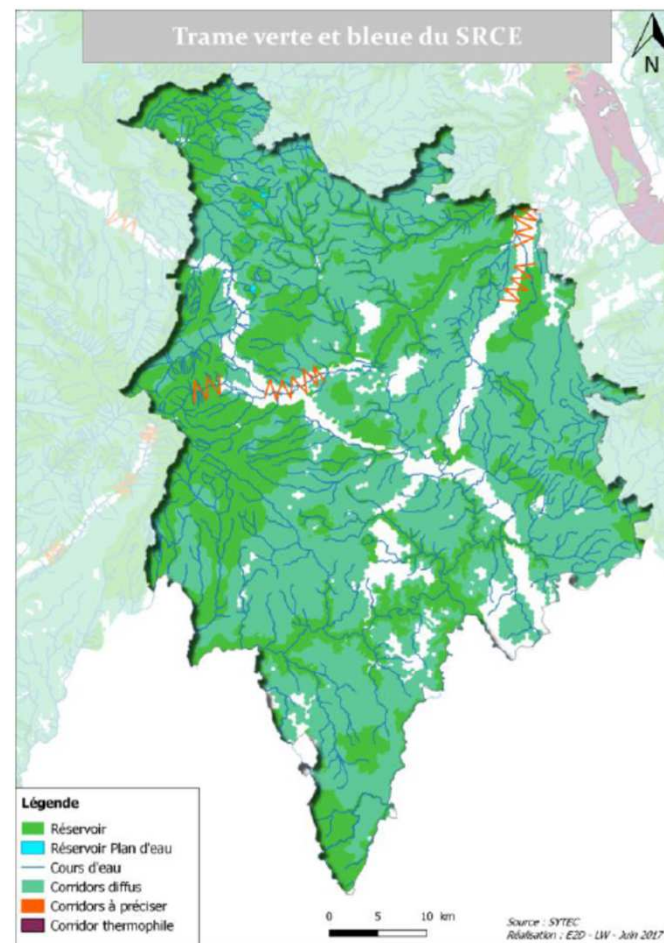 Trame verte et bleue du SRCE
N
Légende
Réservoir
Réservoir Plan d'eau
Cours d'eau
Corridors diffus
Corridors à préciser
Corridor thermophile
0 5 10 km
Source : SYTEC
Réalisation : E2D - LW - Juin 2017